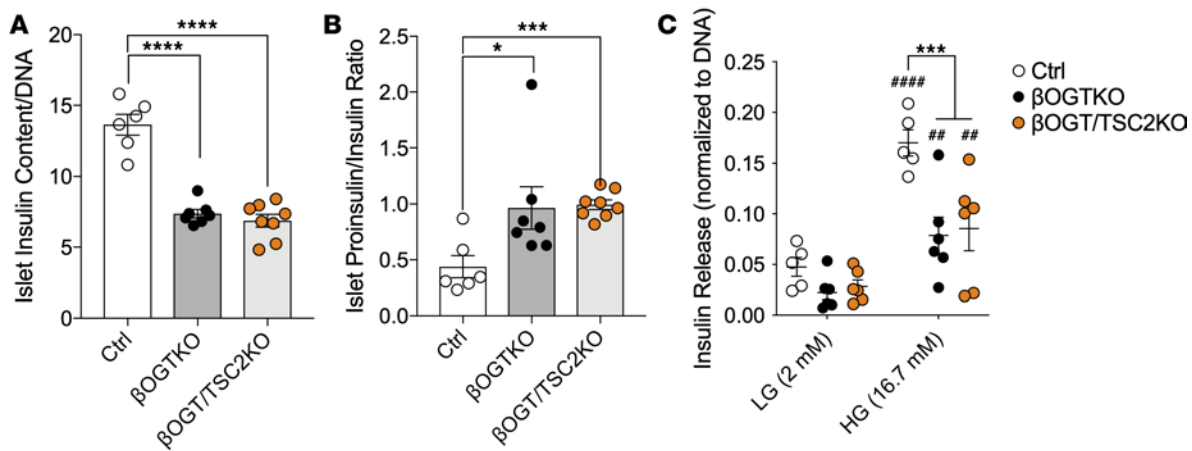 A
Islet Insulin Content/DNA
20
15
10
5
0
****
****
Ctrl
βOGTKO
βOGT/TSC2KO
B
Islet Proinsulin/Insulin Ratio
2.5
2.0
1.5
1.0
0.5
0.0
***
*
Ctrl
βOGTKO
βOGT/TSC2KO
C
Insulin Release (normalized to DNA)
0.25
0.20
0.15
0.10
0.05
0.00
***
####
##
##
LG (2 mM)
HG (16.7 mM)
Ctrl
βOGTKO
βOGT/TSC2KO